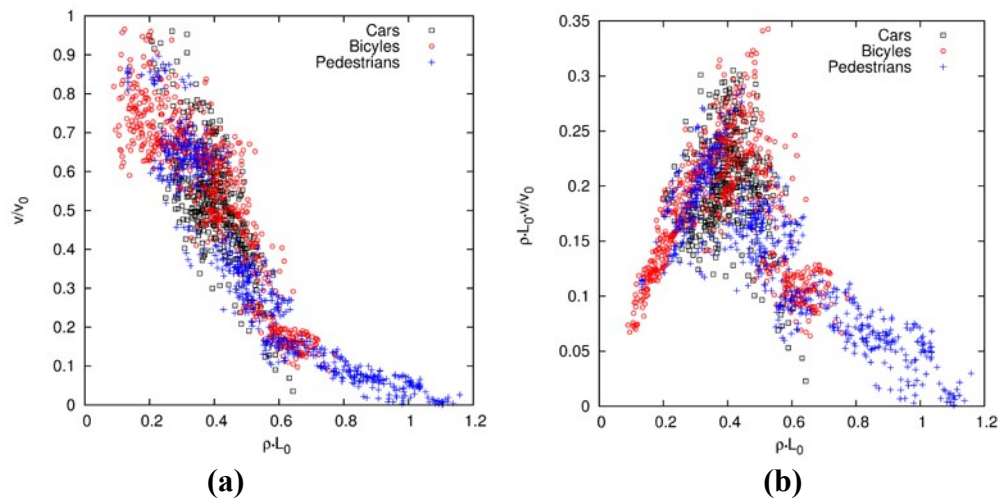 1
0.9
0.8
0.7
0.6
0.5
0.4
0.3
0.2
0.1
0
v/v₀
Cars
Bicyles
Pedestrians
0 0.2 0.4 0.6 0.8 1 1.2
ρ·L₀
(a)
0.35
0.3
0.25
0.2
0.15
0.1
0.05
0
ρ·L₀·v/v₀
Cars
Bicyles
Pedestrians
0 0.2 0.4 0.6 0.8 1 1.2
ρ·L₀
(b)